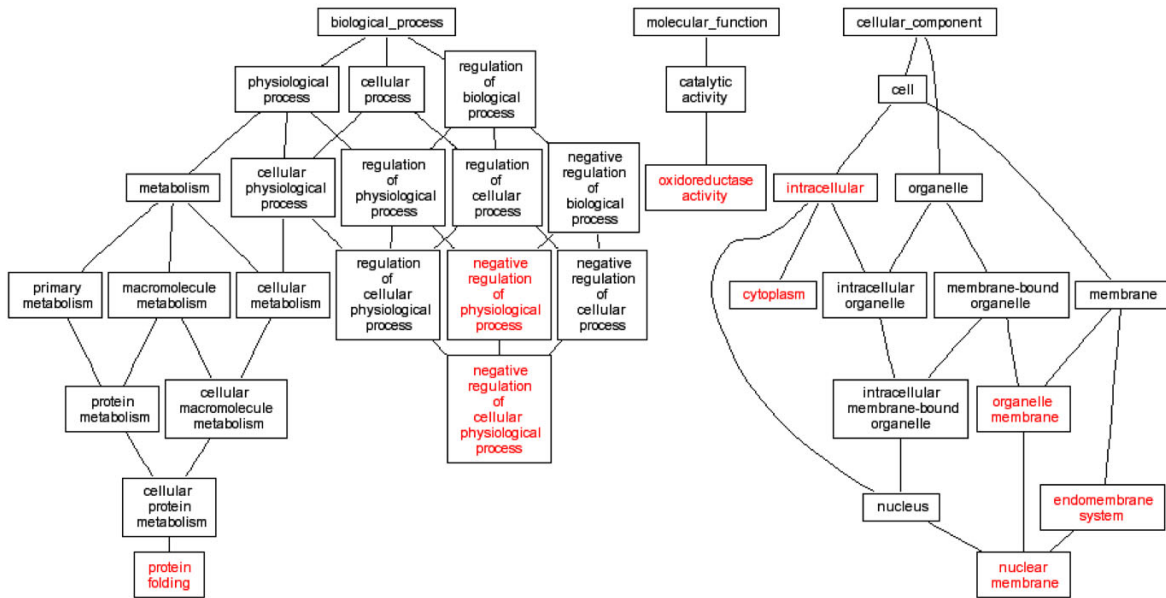 biological_process
molecular_function
cellular_component
physiological
process
cellular
process
regulation
of
biological
process
catalytic
activity
cell
metabolism
cellular
physiological
process
regulation
of
physiological
process
regulation
of
cellular
process
negative
regulation of
biological
process
oxidoreductase
activity
intracellular
organelle
primary
metabolism
macromolecule
metabolism
cellular
metabolism
regulation
of
cellular
physiological
process
negative
regulation
of
physiological
process
negative
regulation
of
cellular
process
cytoplasm
intracellular
organelle
membrane-bound
organelle
membrane
protein
metabolism
cellular
macromolecule
metabolism
negative
regulation
of
cellular
physiological
process
intracellular
membrane-bound
organelle
organelle
membrane
cellular
protein
metabolism
nucleus
endomembrane
system
protein
folding
nuclear
membrane